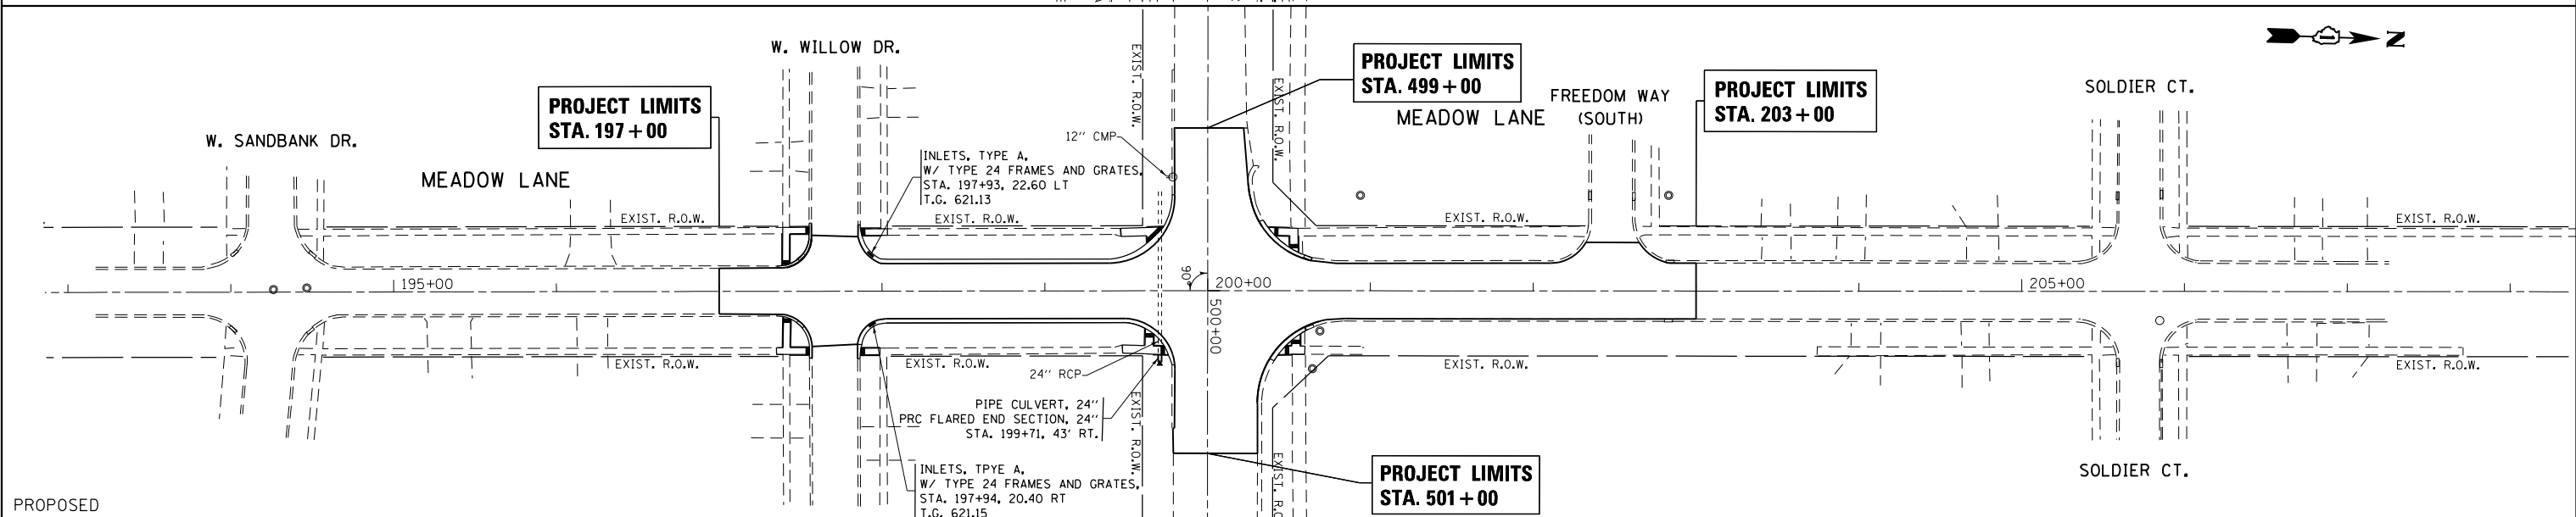 W. WILLOW DR.
PROJECT LIMITS
STA. 197+00
W. SANDBANK DR.
MEADOW LANE
EXIST. R.O.W.
INLETS, TYPE A,
W/ TYPE 24 FRAMES AND GRATES,
STA. 197+93, 22.60 LT
T.G. 621.13
EXIST. R.O.W.
12" CMP
EXIST. R.O.W.
EXIST. R.O.W.
PROJECT LIMITS
STA. 499+00
MEADOW LANE
FREEDOM WAY
(SOUTH)
PROJECT LIMITS
STA. 203+00
EXIST. R.O.W.
SOLDIER CT.
N
EXIST. R.O.W.
195+00
90°
200+00
500+00
205+00
EXIST. R.O.W.
EXIST. R.O.W.
24" RCP
EXIST. R.O.W.
EXIST. R.O.W.
PIPE CULVERT, 24"
PRC FLARED END SECTION, 24"
STA. 199+71, 43' RT.
EXIST. R.O.W.
EXIST. R.O
INLETS, TPYE A,
W/ TYPE 24 FRAMES AND GRATES,
STA. 197+94, 20.40 RT
T.G. 621.15
PROJECT LIMITS
STA. 501+00
SOLDIER CT.
PROPOSED